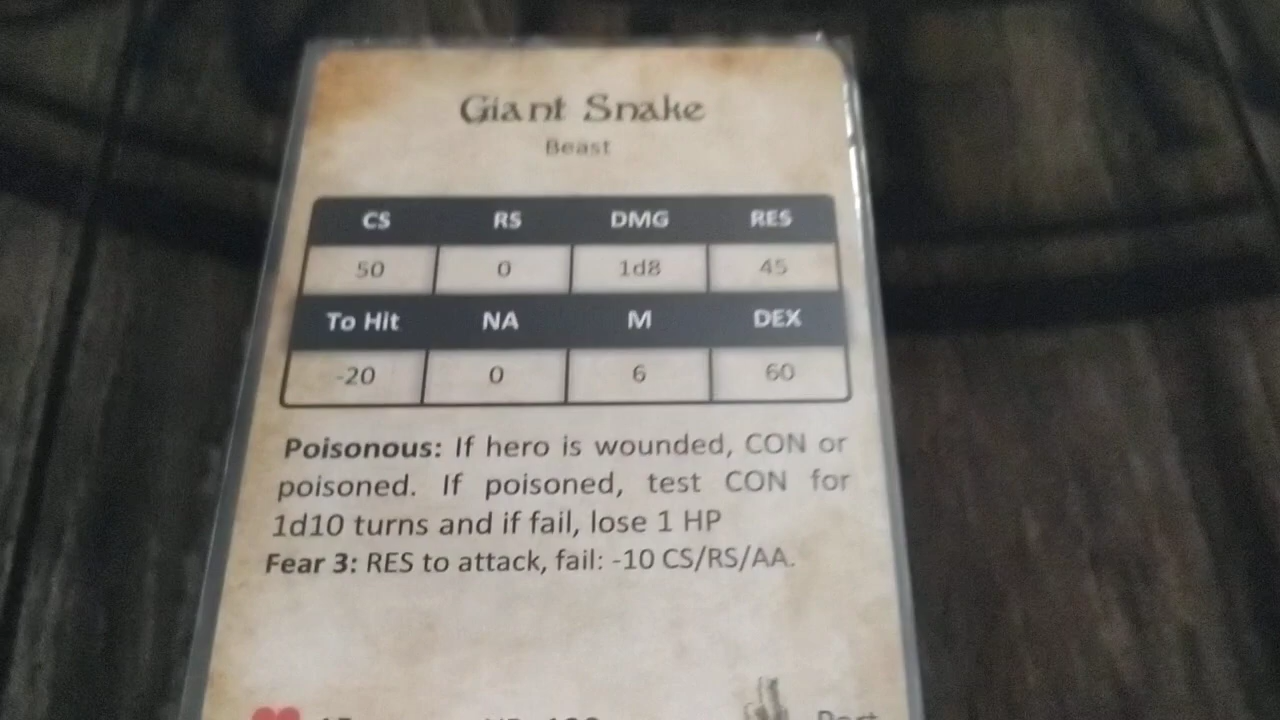 Giant Snake
Beast
CS RS DMG RES
50 0 1d8 45
To Hit NA M DEX
-20 0 6 60
Poisonous: If hero is wounded, CON or
poisoned. If poisoned, test CON for
1d10 turns and if fail, lose 1 HP
Fear 3: RES to attack, fail: -10 CS/RS/AA.